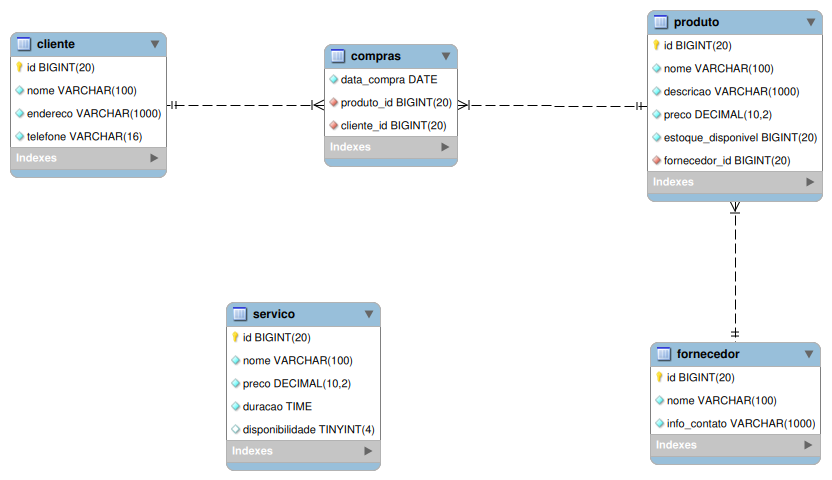 cliente
id BIGINT(20)
nome VARCHAR(100)
endereco VARCHAR(1000)
telefone VARCHAR(16)
Indexes
compras
data_compra DATE
produto_id BIGINT(20)
cliente_id BIGINT(20)
Indexes
produto
id BIGINT(20)
nome VARCHAR(100)
descricao VARCHAR(1000)
preco DECIMAL(10,2)
estoque_disponivel BIGINT(20)
fornecedor_id BIGINT(20)
Indexes
servico
id BIGINT(20)
nome VARCHAR(100)
preco DECIMAL(10,2)
duracao TIME
disponibilidade TINYINT(4)
Indexes
fornecedor
id BIGINT(20)
nome VARCHAR(100)
info_contato VARCHAR(1000)
Indexes